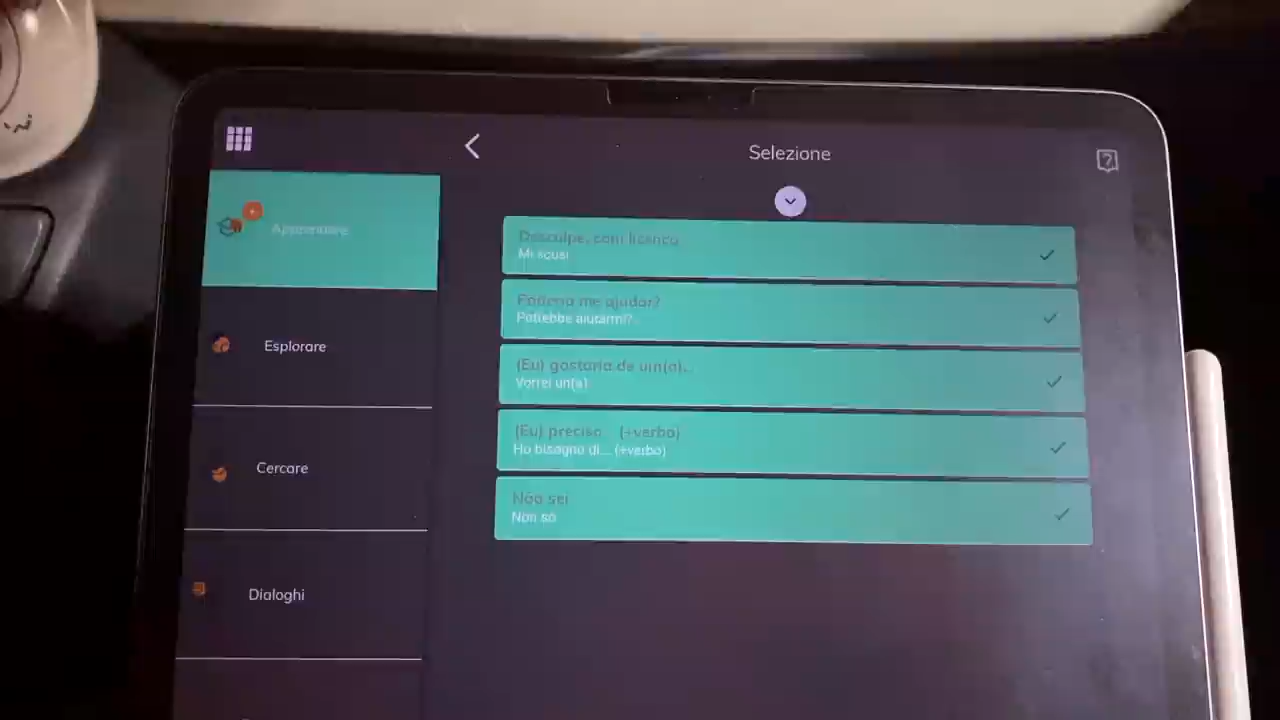 Selezione
Apprendere
Esplorare
Cercare
Dialoghi
Desculpe, com licença
Mi scusi
Poderia me ajudar?
Potrebbe aiutarmi?
(Eu) gostaria de um(a)...
Vorrei un(a)
(Eu) preciso... (+verbo)
Ho bisogno di... (+verbo)
Não sei
Non so